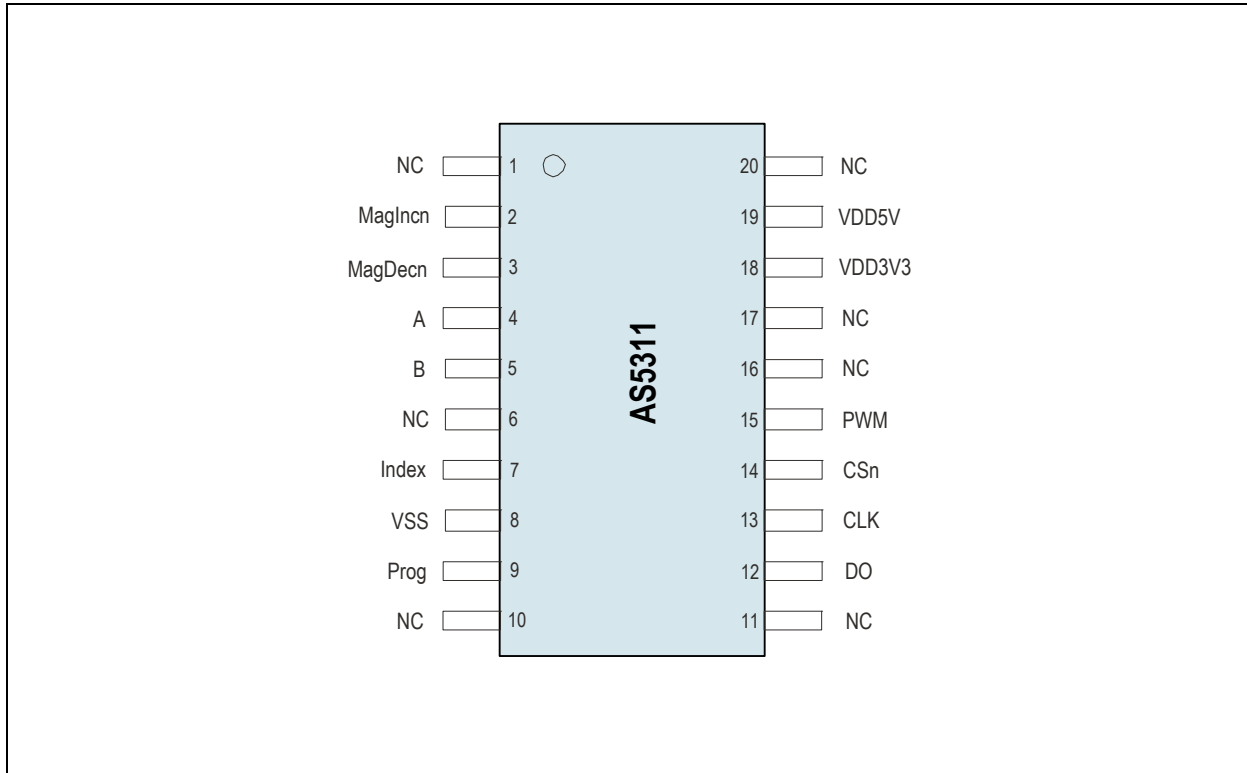 NC 1 20 NC
MagIncn 2 19 VDD5V
MagDecn 3 18 VDD3V3
A 4 17 NC
B 5 16 NC
AS5311
NC 6 15 PWM
Index 7 14 CSn
VSS 8 13 CLK
Prog 9 12 DO
NC 10 11 NC